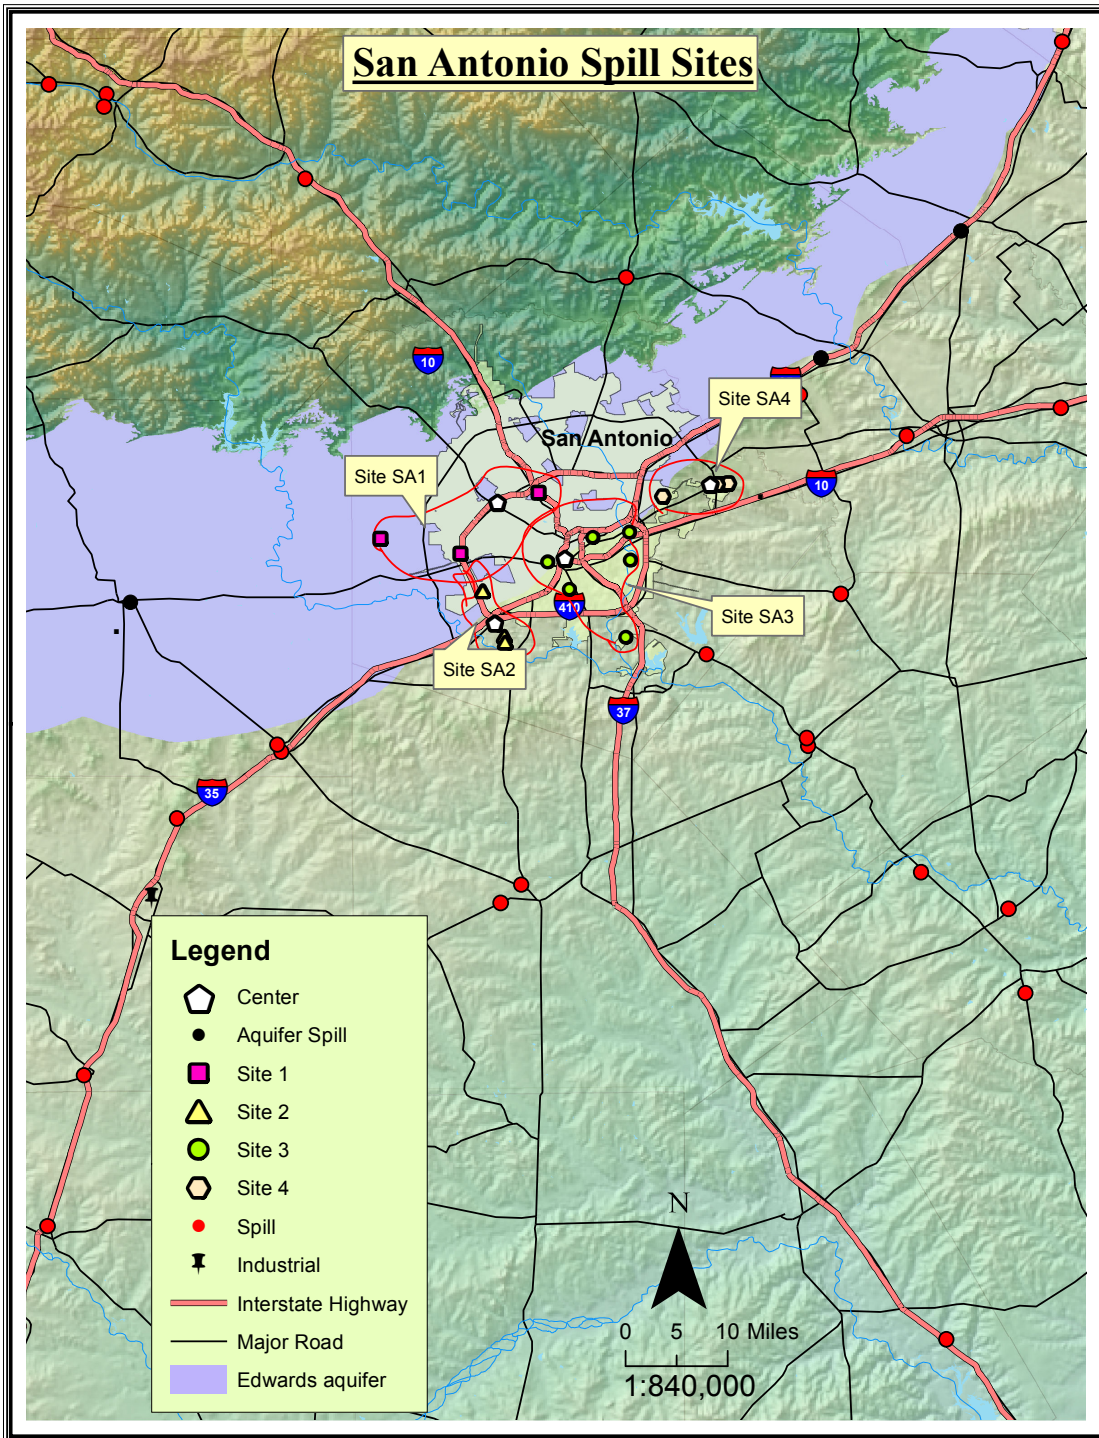 San Antonio Spill Sites
10
Site SA4
San Antonio
Site SA1
10
410
Site SA3
Site SA2
37
35
Legend
Center
Aquifer Spill
Site 1
Site 2
Site 3
Site 4
Spill
Industrial
Interstate Highway
Major Road
Edwards aquifer
N
0 5 10 Miles
1:840,000